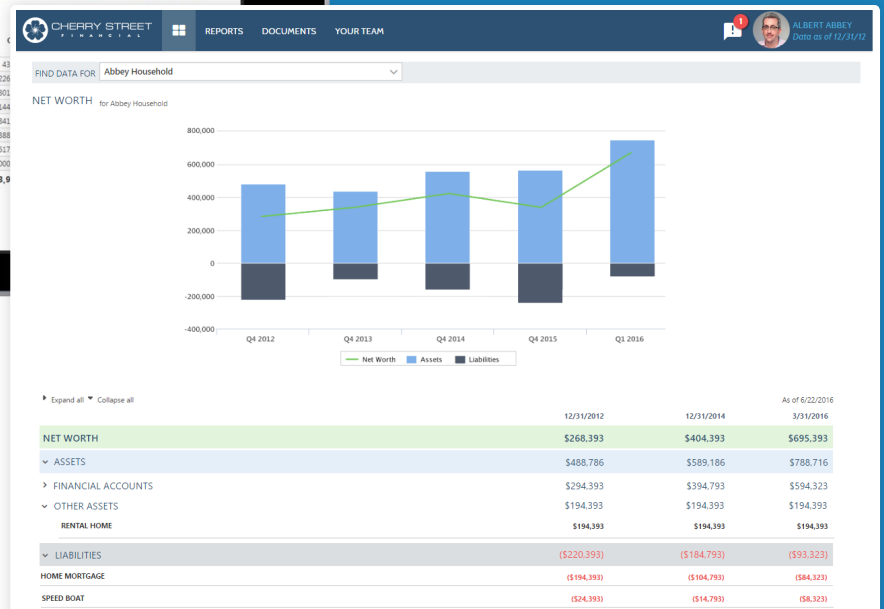 CHERRY STREET
FINANCIAL
REPORTS DOCUMENTS YOUR TEAM
1
ALBERT ABBEY
Data as of 12/31/12
FIND DATA FOR Abbey Household
NET WORTH for Abbey Household
800,000
600,000
400,000
200,000
0
-200,000
-400,000
Q4 2012 Q4 2013 Q4 2014 Q4 2015 Q1 2016
Net Worth Assets Liabilities
Expand all Collapse all As of 6/22/2016
12/31/2012 12/31/2014 3/31/2016
NET WORTH $268,393 $404,393 $695,393
ASSETS $488,786 $589,186 $788,716
FINANCIAL ACCOUNTS $294,393 $394,793 $594,323
OTHER ASSETS $194,393 $194,393 $194,393
RENTAL HOME $194,393 $194,393 $194,393
LIABILITIES ($220,393) ($184,793) ($93,323)
HOME MORTGAGE ($194,393) ($104,793) ($84,323)
SPEED BOAT ($24,393) ($14,793) ($8,323)